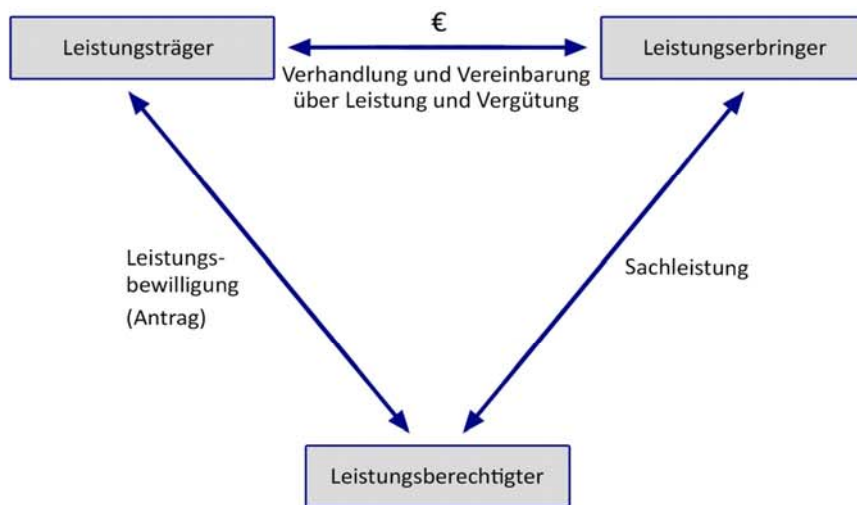 €
Leistungsträger
Leistungserbringer
Verhandlung und Vereinbarung
über Leistung und Vergütung
Leistungs-
bewilligung
(Antrag)
Sachleistung
Leistungsberechtigter